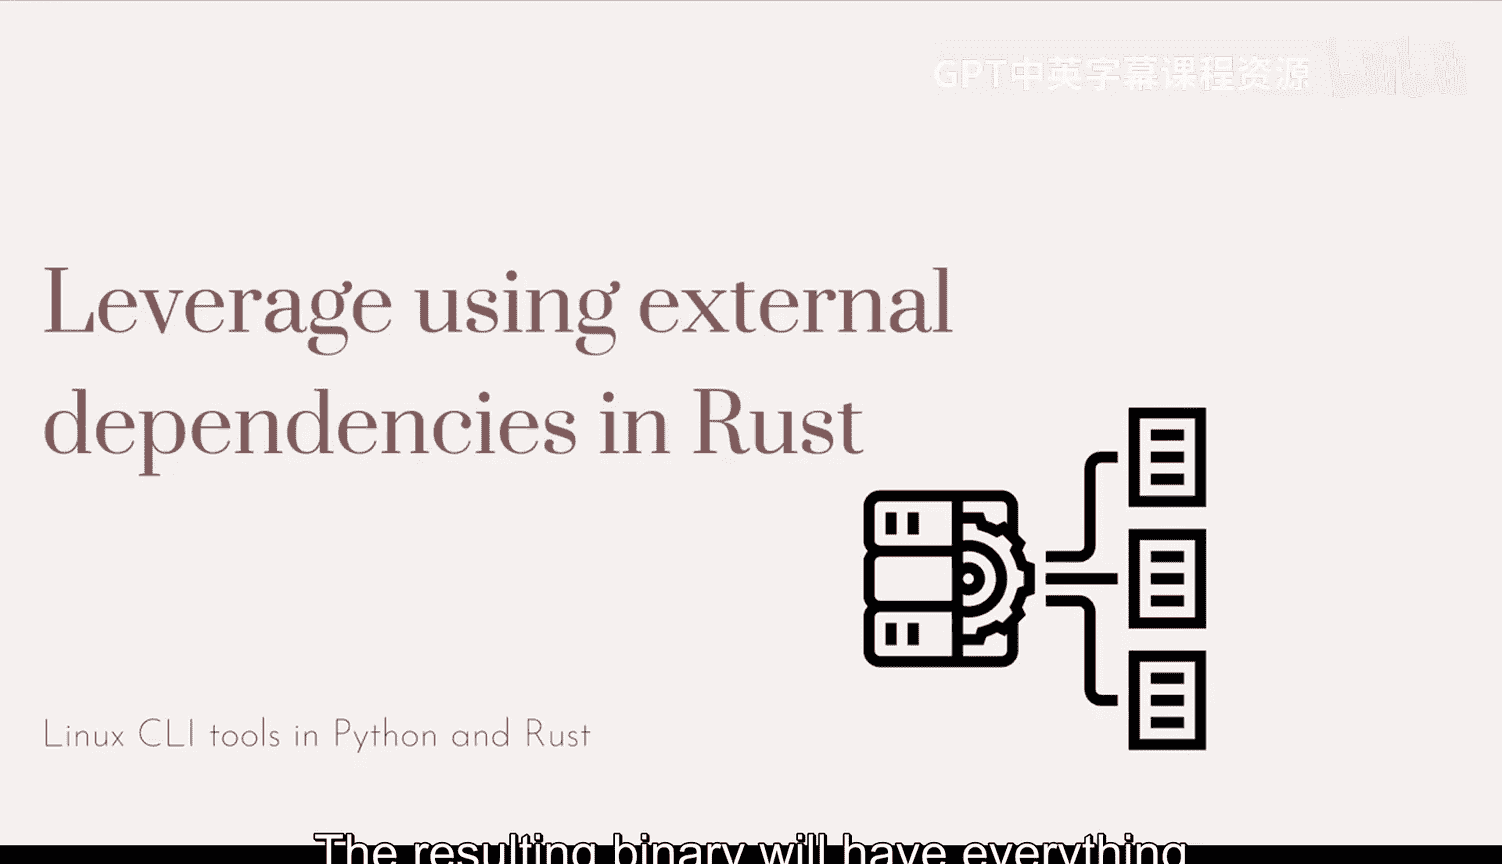 GPT中英字幕课程资源
Leverage using external
dependencies in Rust
Linux CLI tools in Python and Rust
The resulting binary will have everything